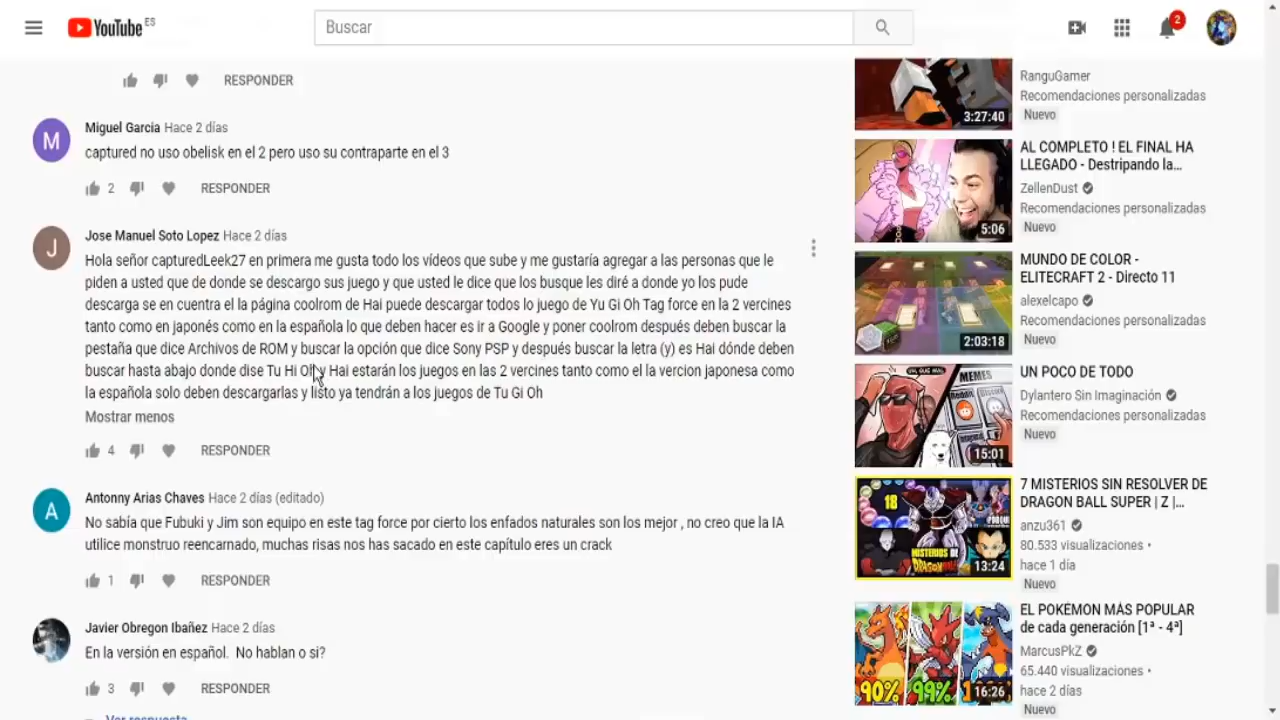 YouTube ES
Buscar
2
RESPONDER
Miguel Garcia Hace 2 días
captured no uso obelisk en el 2 pero uso su contraparte en el 3
2 RESPONDER
Jose Manuel Soto Lopez Hace 2 días
Hola señor capturedLeek27 en primera me gusta todo los vídeos que sube y me gustaría agregar a las personas que le
piden a usted que de donde se descargo sus juego y que usted le dice que los busque les diré a donde yo los pude
descarga se en cuentra el la página coolrom de Hai puede descargar todos lo juego de Yu Gi Oh Tag force en la 2 vercines
tanto como en japonés como en la española lo que deben hacer es ir a Google y poner coolrom después deben buscar la
pestaña que dice Archivos de ROM y buscar la opción que dice Sony PSP y después buscar la letra (y) es Hai dónde deben
buscar hasta abajo donde dise Tu Hi Oh y Hai estarán los juegos en las 2 vercines tanto como el la vercion japonesa como
la española solo deben descargarlas y listo ya tendrán a los juegos de Tu Gi Oh
Mostrar menos
4 RESPONDER
Antonny Arias Chaves Hace 2 días (editado)
No sabía que Fubuki y Jim son equipo en este tag force por cierto los enfados naturales son los mejor , no creo que la IA
utilice monstruo reencarnado, muchas risas nos has sacado en este capítulo eres un crack
1 RESPONDER
Javier Obregon Ibañez Hace 2 días
En la versión en español. No hablan o si?
3 RESPONDER
Ver respuesta
M
J
A
3:27:40
RanguGamer
Recomendaciones personalizadas
Nuevo
5:06
AL COMPLETO ! EL FINAL HA
LLEGADO - Destripando la...
ZellenDust
Recomendaciones personalizadas
Nuevo
2:03:18
MUNDO DE COLOR -
ELITECRAFT 2 - Directo 11
alexelcapo
Recomendaciones personalizadas
Nuevo
MEMES
15:01
UN POCO DE TODO
Dylantero Sin Imaginación
Recomendaciones personalizadas
Nuevo
18
MISTERIOS DE
DRAGON BALL
13:24
7 MISTERIOS SIN RESOLVER DE
DRAGON BALL SUPER | Z |...
anzu361
80.533 visualizaciones •
hace 1 día
Nuevo
90% 99%
16:26
EL POKÉMON MÁS POPULAR
de cada generación [1ª - 4ª]
MarcusPkZ
65.440 visualizaciones •
hace 2 días
Nuevo